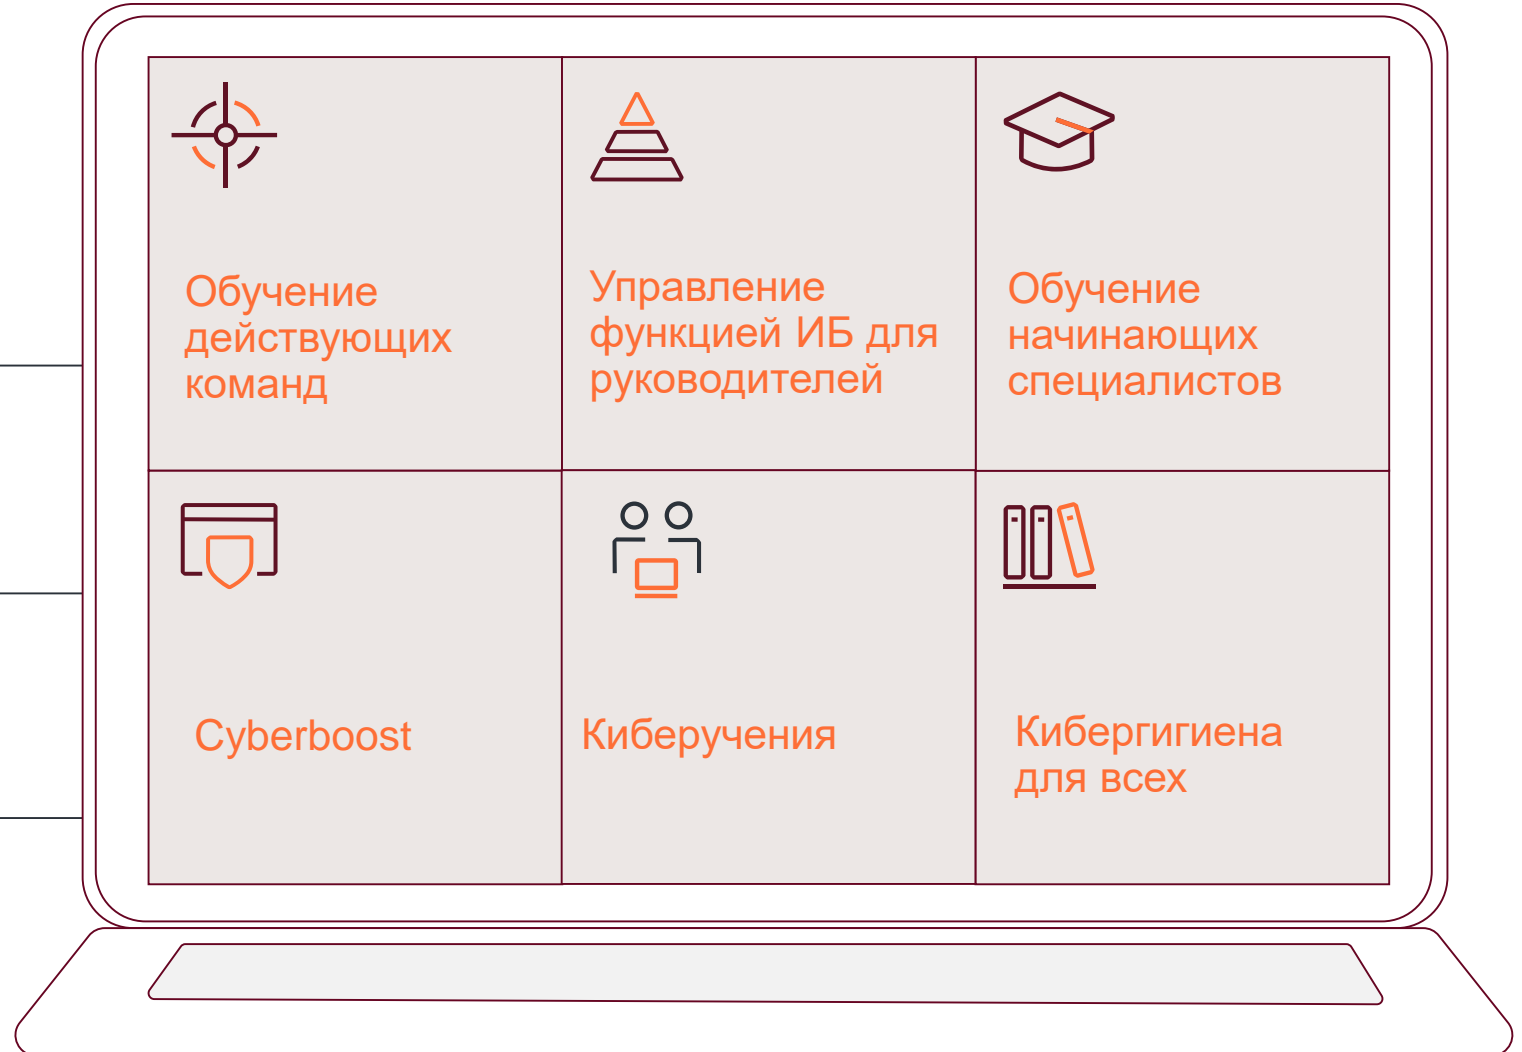 Обучение
действующих
команд
Управление
функцией ИБ для
руководителей
Обучение
начинающих
специалистов
Cyberboost
Киберучения
Кибергигиена
для всех